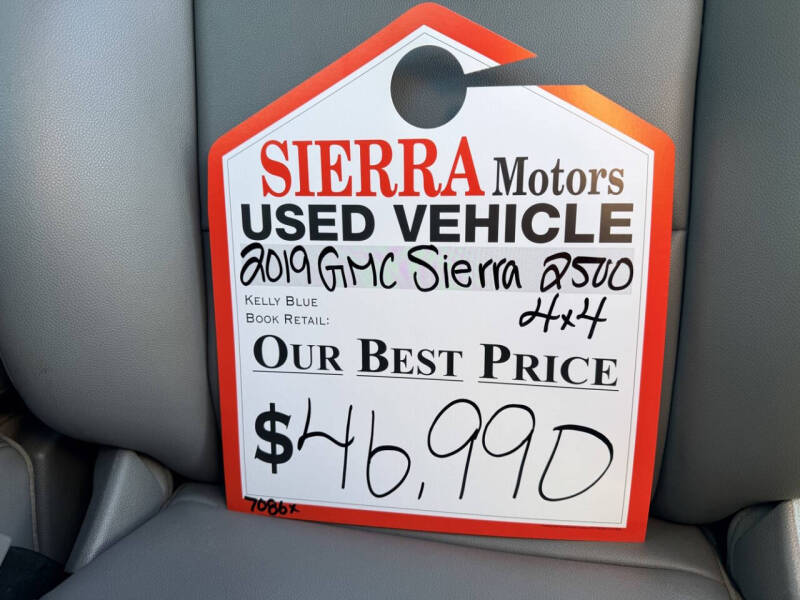 SIERRA Motors
USED VEHICLE
2019 GMC Sierra 2500
4x4
KELLY BLUE
BOOK RETAIL:
OUR BEST PRICE
$46,990
7086x